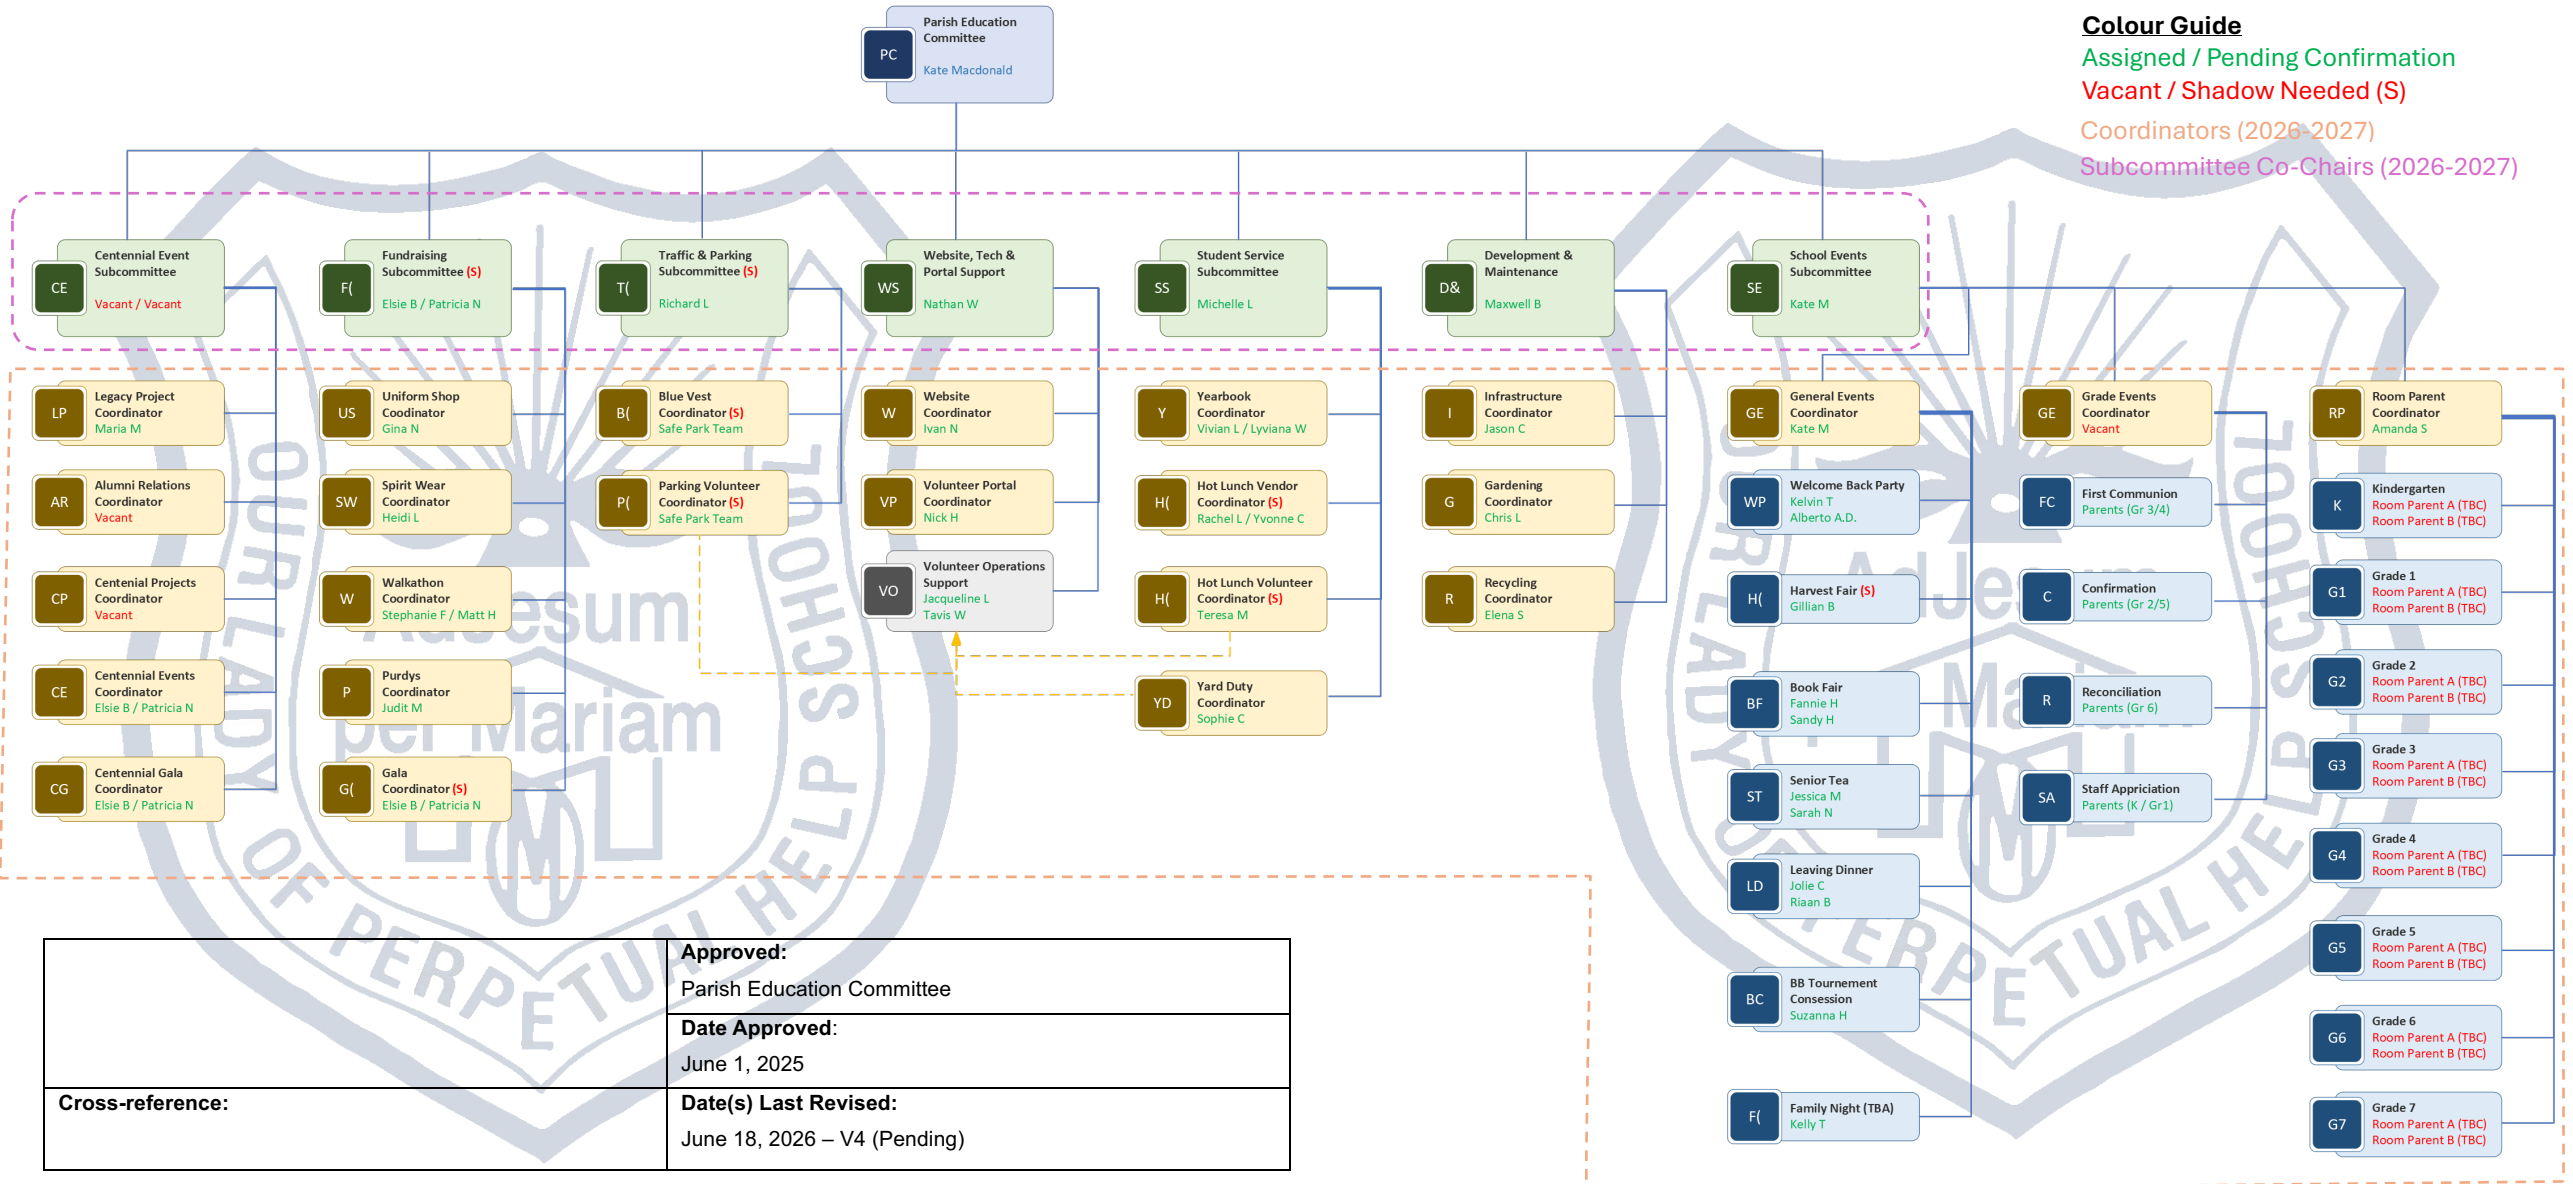 Parish Education
Committee
PC
Kate Macdonald
Colour Guide
Assigned / Pending Confirmation
Vacant / Shadow Needed (S)
Coordinators (2026-2027)
Subcommittee Co-Chairs (2026-2027)
Centennial Event
Subcommittee
CE
Vacant / Vacant
Fundraising
Subcommittee (S)
F(
Elsie B / Patricia N
Traffic & Parking
Subcommittee (S)
T(
Richard L
Website, Tech &
Portal Support
WS
Nathan W
Student Service
Subcommittee
SS
Michelle L
Development &
Maintenance
D&
Maxwell B
School Events
Subcommittee
SE
Kate M
LP
Legacy Project
Coordinator
Maria M
AR
Alumni Relations
Coordinator
Vacant
CP
Centenial Projects
Coordinator
Vacant
CE
Centennial Events
Coordinator
Elsie B / Patricia N
CG
Centennial Gala
Coordinator
Elsie B / Patricia N
US
Uniform Shop
Coodinator
Gina N
SW
Spirit Wear
Coordinator
Heidi L
W
Walkathon
Coordinator
Stephanie F / Matt H
P
Purdys
Coordinator
Judit M
G(
Gala
Coordinator (S)
Elsie B / Patricia N
B(
Blue Vest
Coordinator (S)
Safe Park Team
P(
Parking Volunteer
Coordinator (S)
Safe Park Team
W
Website
Coordinator
Ivan N
VP
Volunteer Portal
Coordinator
Nick H
VO
Volunteer Operations
Support
Jacqueline L
Tavis W
Y
Yearbook
Coordinator
Vivian L / Lyviana W
H(
Hot Lunch Vendor
Coordinator (S)
Rachel L / Yvonne C
H(
Hot Lunch Volunteer
Coordinator (S)
Teresa M
YD
Yard Duty
Coordinator
Sophie C
I
Infrastructure
Coordinator
Jason C
G
Gardening
Coordinator
Chris L
R
Recycling
Coordinator
Elena S
GE
General Events
Coordinator
Kate M
WP
Welcome Back Party
Kelvin T
Alberto A.D.
H(
Harvest Fair (S)
Gillian B
BF
Book Fair
Fannie H
Sandy H
ST
Senior Tea
Jessica M
Sarah N
LD
Leaving Dinner
Jolie C
Riaan B
BC
BB Tournement
Consession
Suzanna H
F(
Family Night (TBA)
Kelly T
GE
Grade Events
Coordinator
Vacant
FC
First Communion
Parents (Gr 3/4)
C
Confirmation
Parents (Gr 2/5)
R
Reconciliation
Parents (Gr 6)
SA
Staff Appriciation
Parents (K / Gr1)
RP
Room Parent
Coordinator
Amanda S
K
Kindergarten
Room Parent A (TBC)
Room Parent B (TBC)
G1
Grade 1
Room Parent A (TBC)
Room Parent B (TBC)
G2
Grade 2
Room Parent A (TBC)
Room Parent B (TBC)
G3
Grade 3
Room Parent A (TBC)
Room Parent B (TBC)
G4
Grade 4
Room Parent A (TBC)
Room Parent B (TBC)
G5
Grade 5
Room Parent A (TBC)
Room Parent B (TBC)
G6
Grade 6
Room Parent A (TBC)
Room Parent B (TBC)
G7
Grade 7
Room Parent A (TBC)
Room Parent B (TBC)
Approved:
Parish Education Committee
Date Approved:
June 1, 2025
Cross-reference:
Date(s) Last Revised:
June 18, 2026 – V4 (Pending)
OUR LADY OF PERPETUAL HELP SCHOOL
per Mariam
OUR LADY OF PERPETUAL HELP SCHOOL